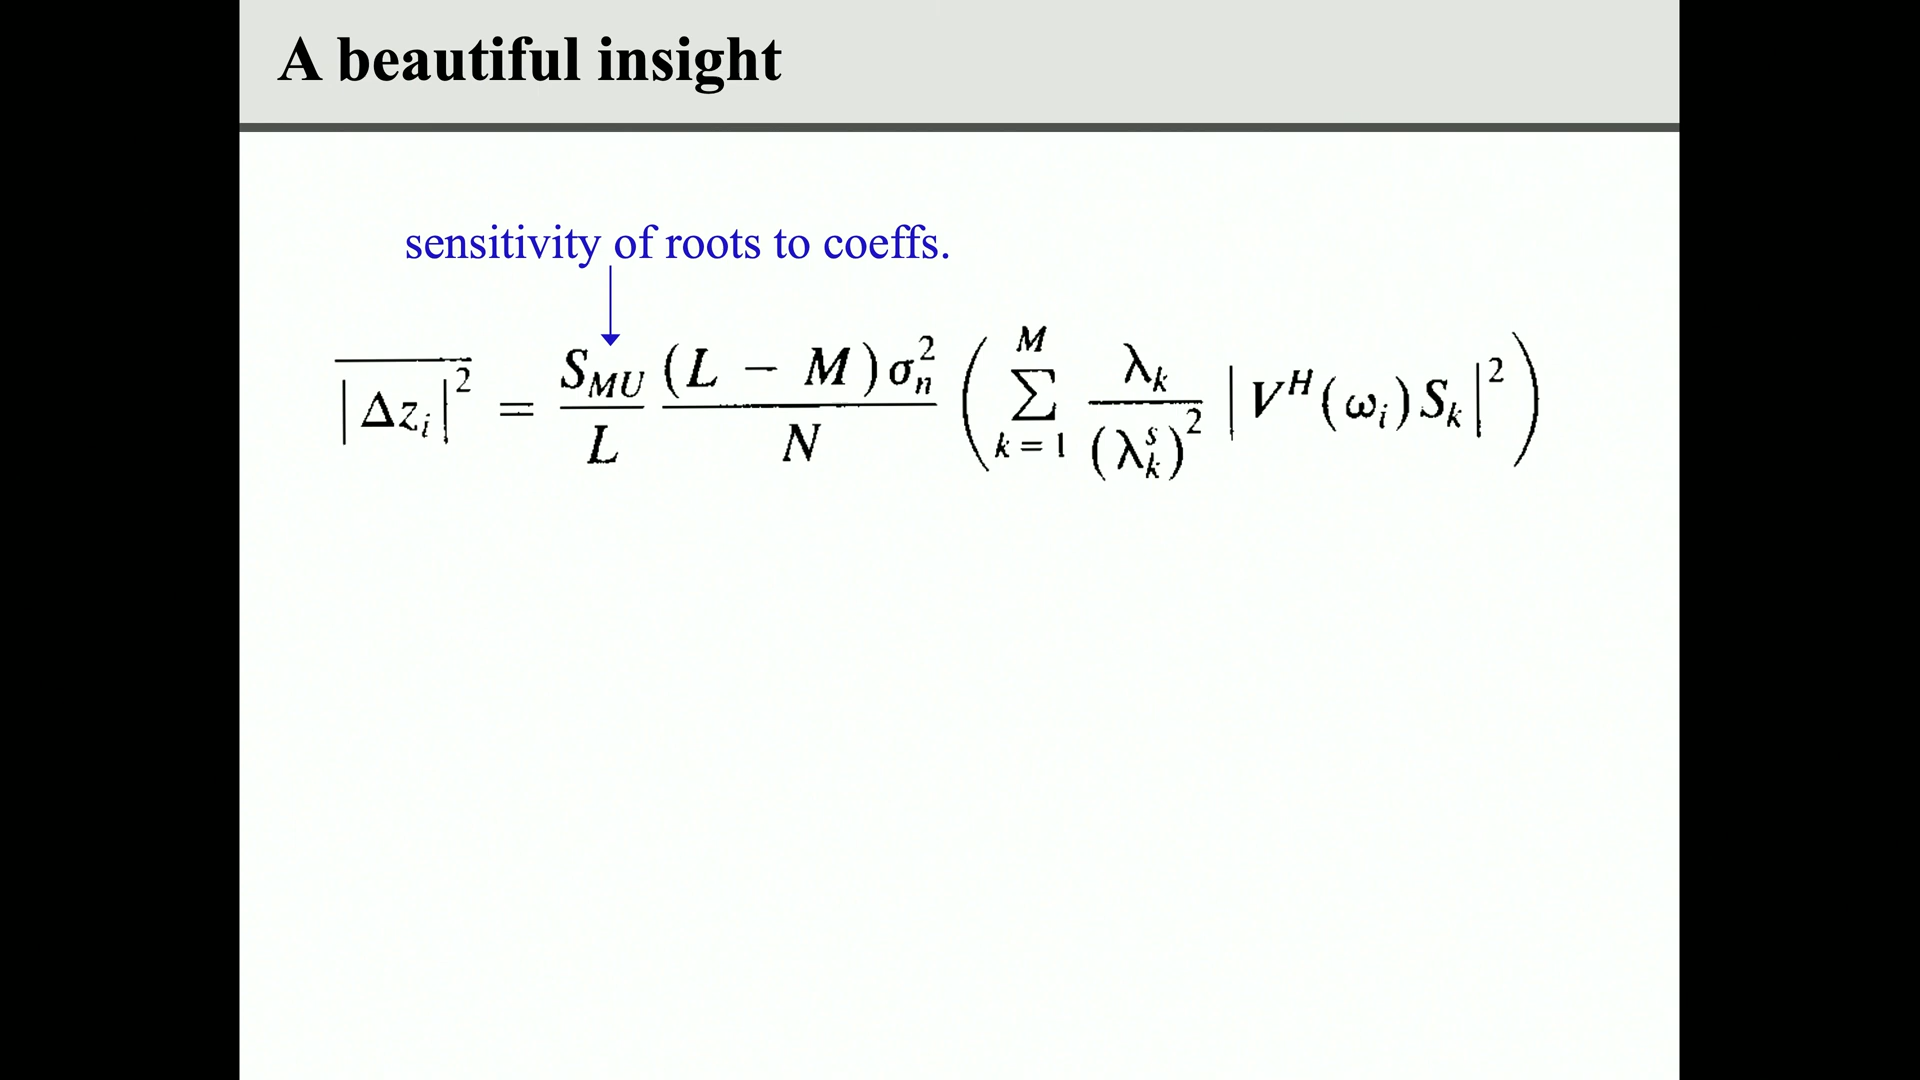 A beautiful insight
sensitivity of roots to coeffs.
$\overline{|\Delta z_i|^2} = \frac{S_{MU}}{L} \frac{(L - M)\sigma_n^2}{N} \left( \sum_{k=1}^{M} \frac{\lambda_k}{(\lambda_k^s)^2} |V^H(\omega_i) S_k|^2 \right)$